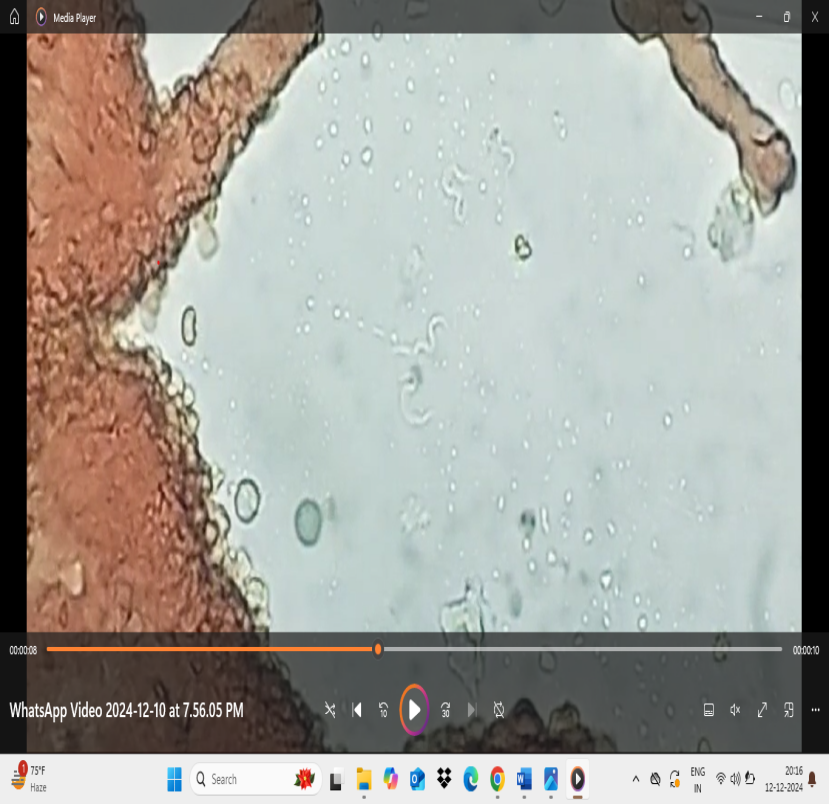 Media Player
00:00:08
00:00:10
WhatsApp Video 2024-12-10 at 7.56.05 PM
10
30
1
75°F
Haze
Search
ENG
IN
20:16
12-12-2024